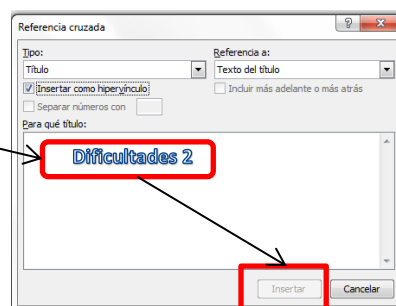 Referencia cruzada
Tipo: Referencia a:
Título Texto del título
Insertar como hipervínculo Incluir más adelante o más atrás
Separar números con
Para qué título:
Dificultades 2
Insertar Cancelar